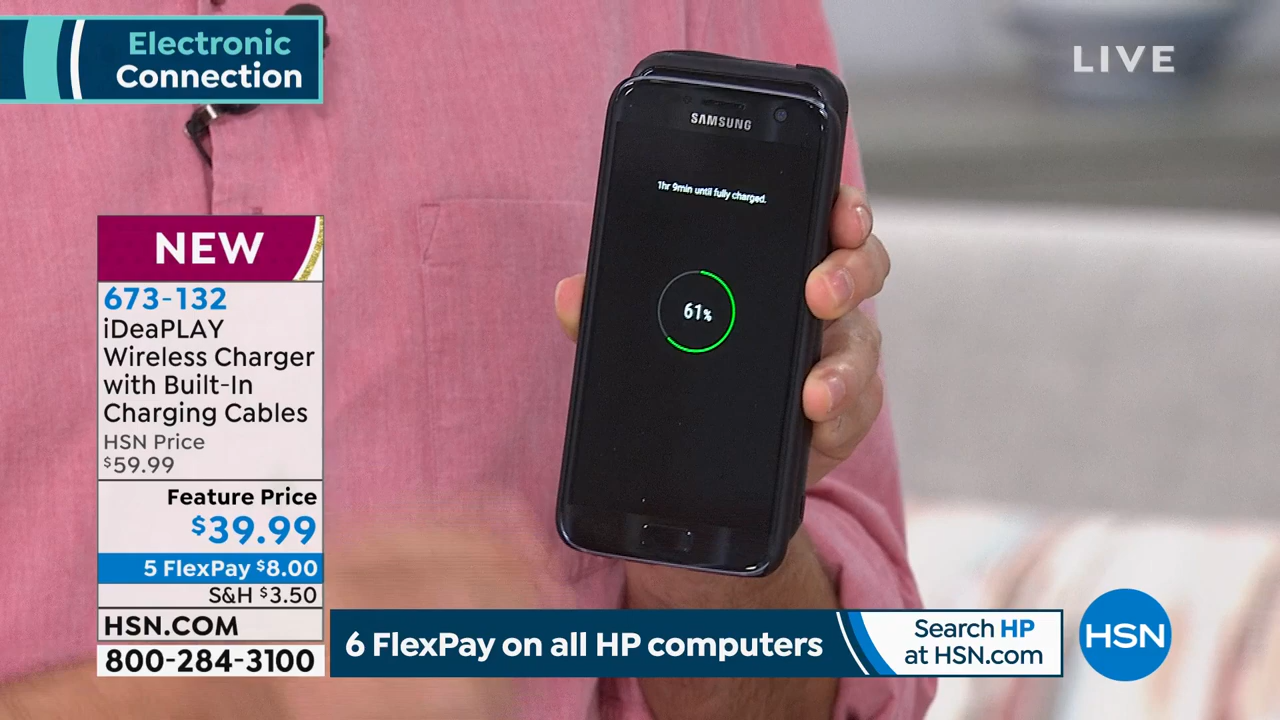 Electronic
Connection
LIVE
SAMSUNG
1hr 9min until fully charged.
61%
NEW
673-132
iDeaPLAY
Wireless Charger
with Built-In
Charging Cables
HSN Price
$59.99
Feature Price
$39.99
5 FlexPay $8.00
S&H $3.50
HSN.COM
800-284-3100
6 FlexPay on all HP computers
Search HP
at HSN.com
HSN